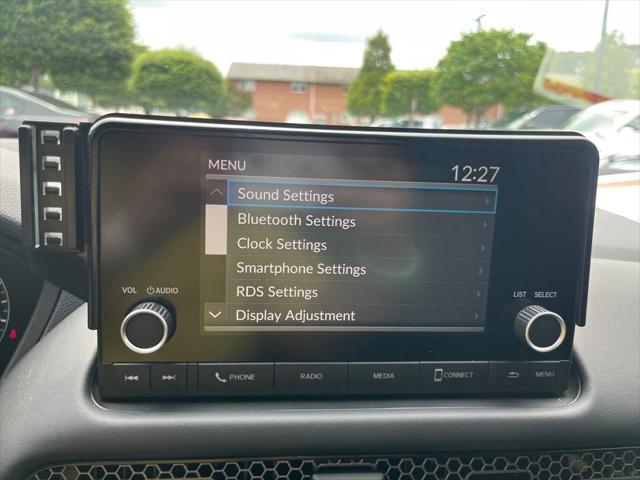 MENU
12:27
Sound Settings
Bluetooth Settings
Clock Settings
Smartphone Settings
RDS Settings
Display Adjustment
VOL AUDIO
LIST SELECT
PHONE
RADIO
MEDIA
CONNECT
MENU